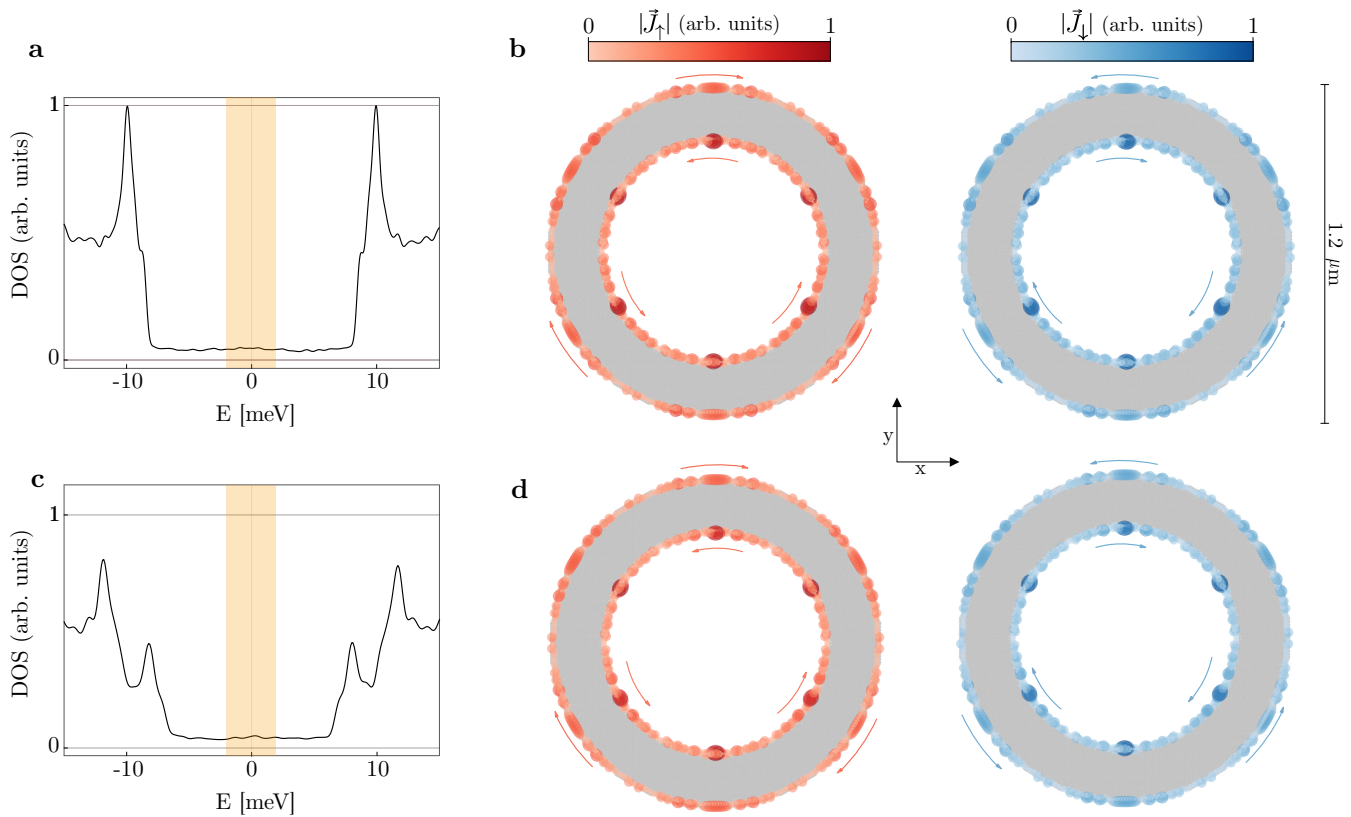 a
1
0
DOS (arb. units)
-10 0 10
E [meV]
b
|J⃗↑| (arb. units)
0 1
|J⃗↓| (arb. units)
0 1
1.2 μm
y
x
c
1
0
DOS (arb. units)
-10 0 10
E [meV]
d